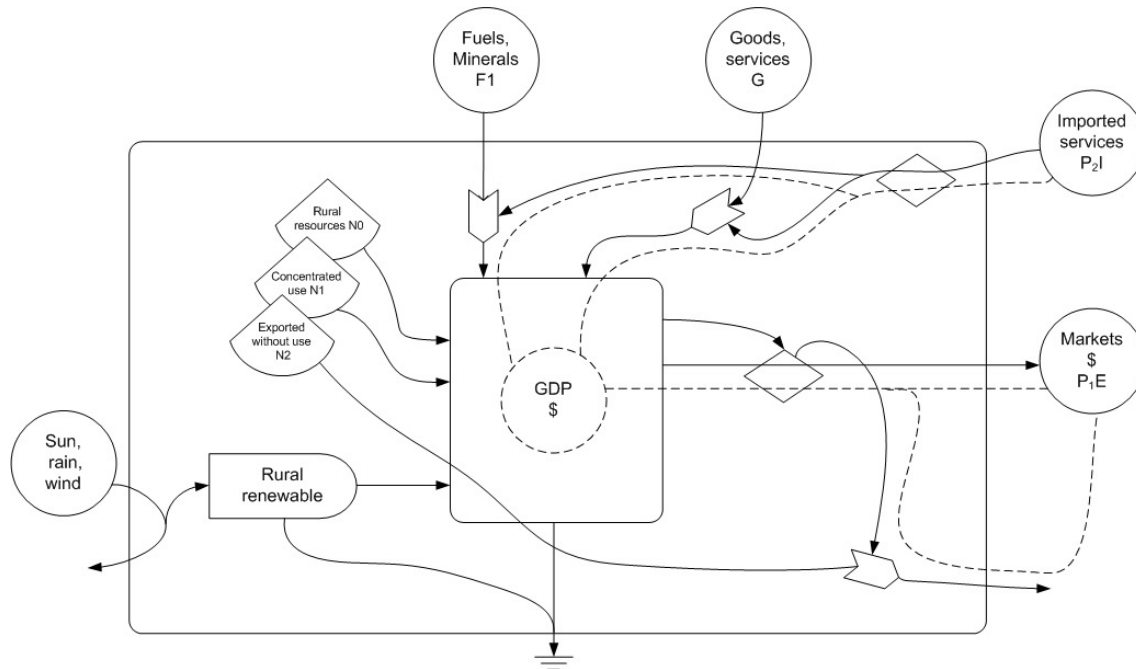 Fuels,
Minerals
F1
Goods,
services
G
Imported
services
P₂I
Rural
resources N0
Concentrated
use N1
Exported
without use
N2
GDP
$
Markets
$
P₁E
Sun,
rain,
wind
Rural
renewable